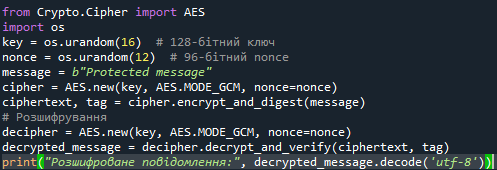 from Crypto.Cipher import AES
import os
key = os.urandom(16)  # 128-бітний ключ
nonce = os.urandom(12)  # 96-бітний nonce
message = b"Protected message"
cipher = AES.new(key, AES.MODE_GCM, nonce=nonce)
ciphertext, tag = cipher.encrypt_and_digest(message)
# Розшифрування
decipher = AES.new(key, AES.MODE_GCM, nonce=nonce)
decrypted_message = decipher.decrypt_and_verify(ciphertext, tag)
print("Розшифроване повідомлення:", decrypted_message.decode('utf-8'))